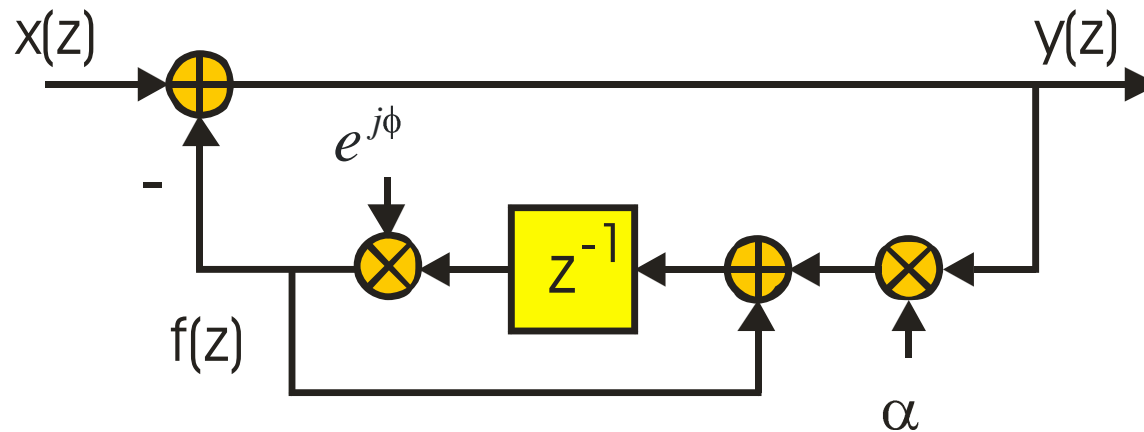 x(z)
y(z)
e^{jϕ}
-
z^{-1}
f(z)
α